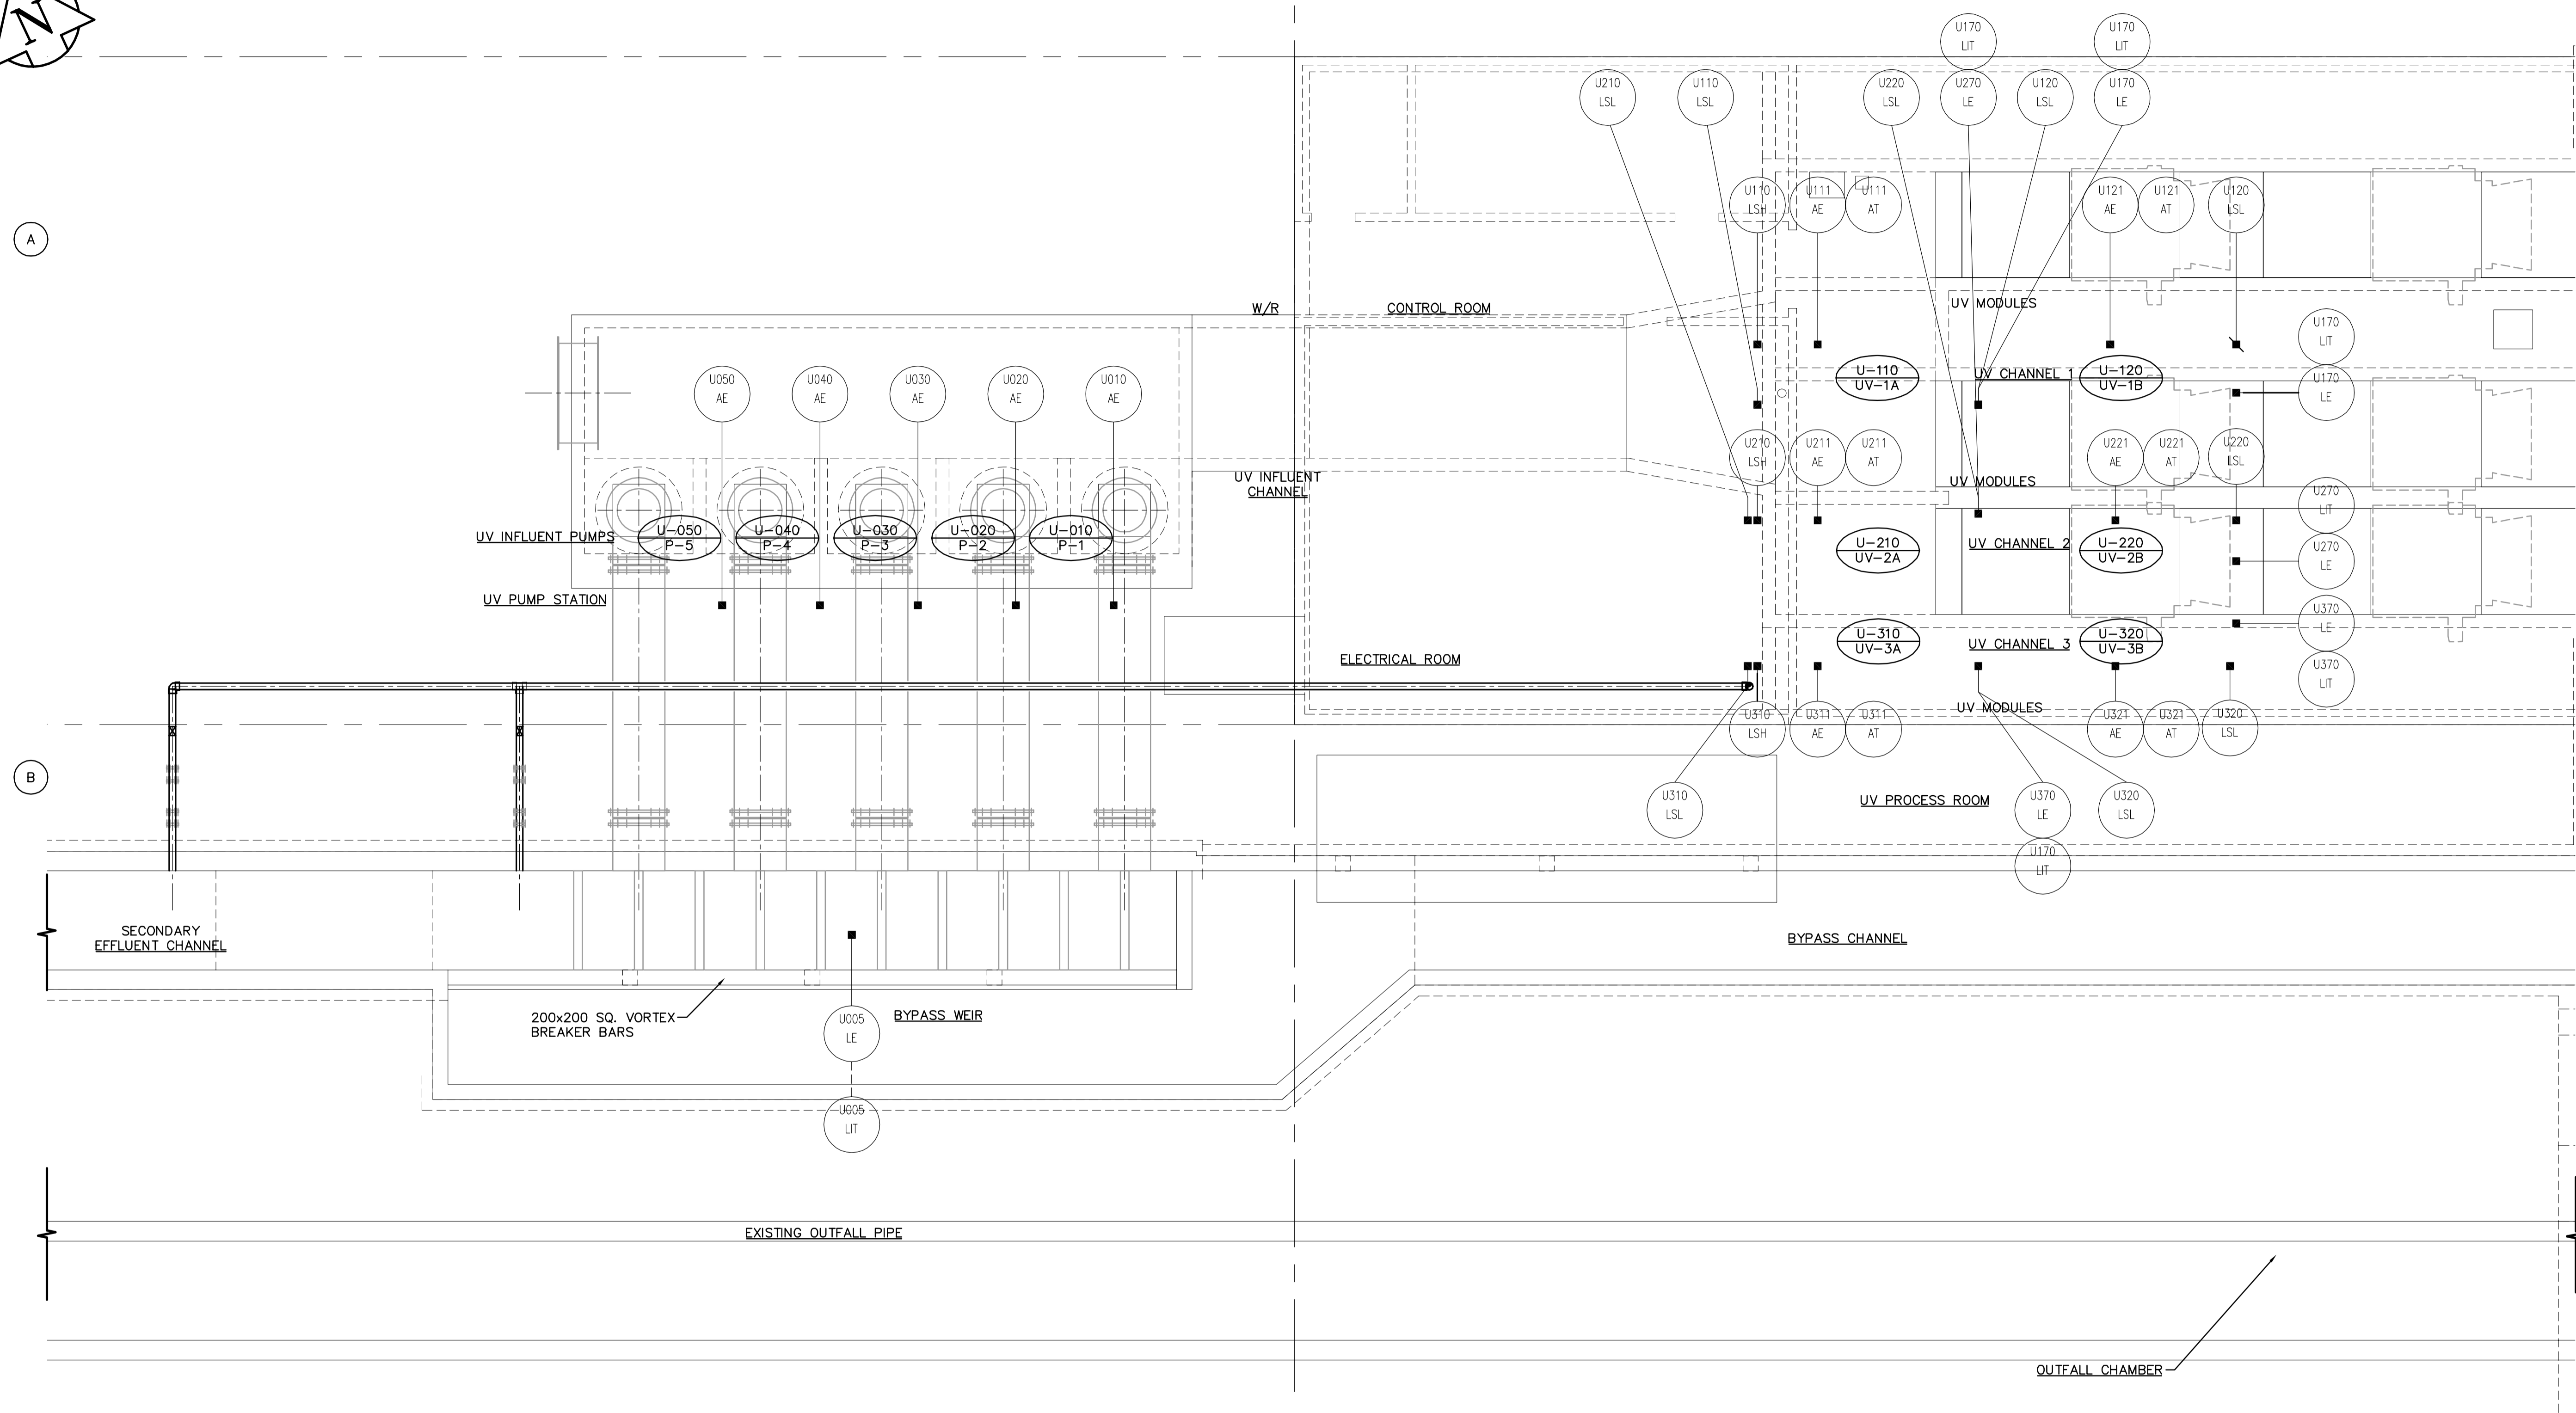 N
U170
LIT
U170
LIT
U210
LSL
U110
LSL
U220
LSL
U270
LE
U120
LSL
U170
LE
A
U110
LSH
U111
AE
U111
AT
U121
AE
U121
AT
U120
LSL
W/R
CONTROL ROOM
UV MODULES
U170
LIT
U050
AE
U040
AE
U030
AE
U020
AE
U010
AE
U-110
UV-1A
UV CHANNEL 1
U-120
UV-1B
U170
LE
U210
LSH
U211
AE
U211
AT
U221
AE
U221
AT
U220
LSL
UV INFLUENT
CHANNEL
UV MODULES
U270
LIT
UV INFLUENT PUMPS
U-050
P-5
U-040
P-4
U-030
P-3
U-020
P-2
U-010
P-1
U-210
UV-2A
UV CHANNEL 2
U-220
UV-2B
U270
LE
UV PUMP STATION
U370
LE
U-310
UV-3A
UV CHANNEL 3
U-320
UV-3B
ELECTRICAL ROOM
U370
LIT
UV MODULES
U310
LSH
U311
AE
U311
AT
U321
AE
U321
AT
U320
LSL
B
U310
LSL
UV PROCESS ROOM
U370
LE
U320
LSL
U170
LIT
SECONDARY
EFFLUENT CHANNEL
BYPASS CHANNEL
200x200 SQ. VORTEX
BREAKER BARS
U005
LE
BYPASS WEIR
U005
LIT
EXISTING OUTFALL PIPE
OUTFALL CHAMBER